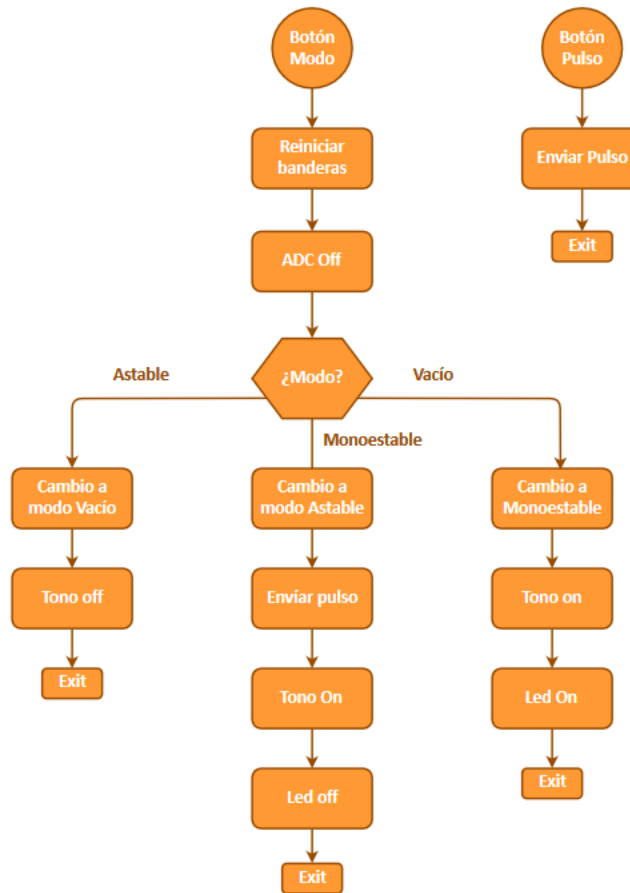 Botón
Modo
Botón
Pulso
Reiniciar
banderas
Enviar Pulso
ADC Off
Exit
¿Modo?
Astable
Vacío
Monoestable
Cambio a
modo Vacío
Cambio a
modo Astable
Cambio a
Monoestable
Tono off
Envíar pulso
Tono on
Exit
Tono On
Led On
Led off
Exit
Exit